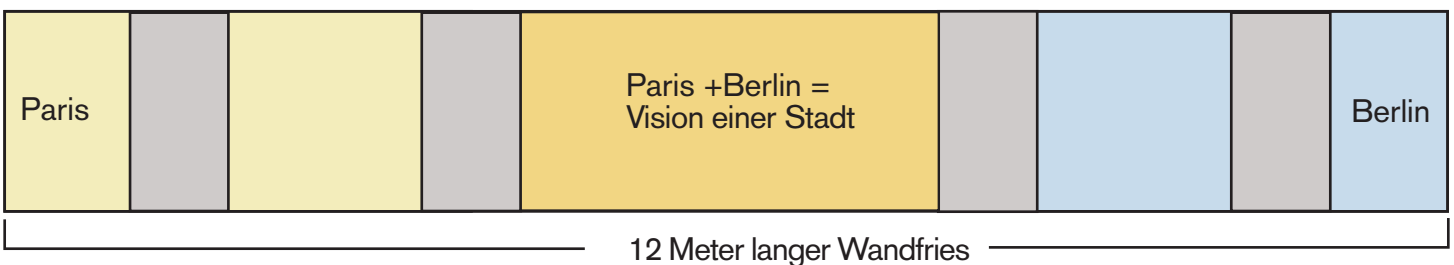 Paris
Paris +Berlin =
Vision einer Stadt
Berlin
12 Meter langer Wandfries